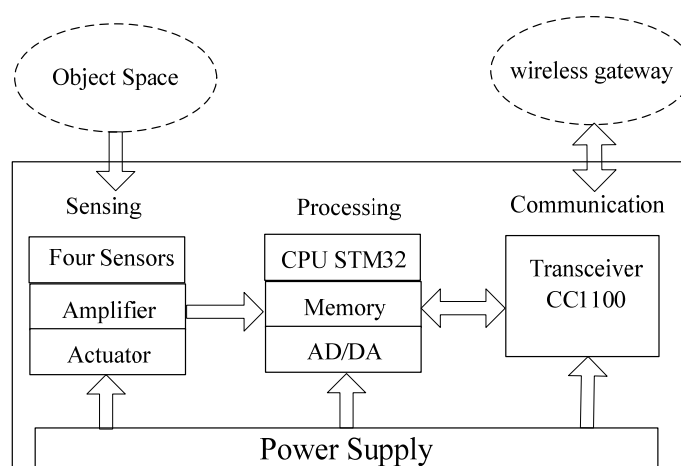 Object Space
wireless gateway
Sensing
Processing
Communication
Four Sensors
Amplifier
Actuator
CPU STM32
Memory
AD/DA
Transceiver
CC1100
Power Supply